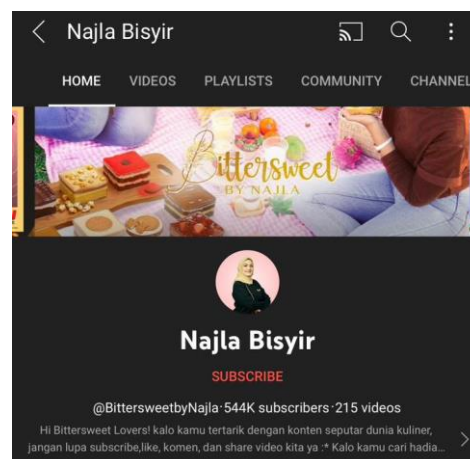 Najla Bisyir
HOME VIDEOS PLAYLISTS COMMUNITY CHANNEL
Bittersweet
BY NAJLA
Najla Bisyir
SUBSCRIBE
@BittersweetbyNajla·544K subscribers·215 videos
Hi Bittersweet Lovers! kalo kamu tertarik dengan konten seputar dunia kuliner,
jangan lupa subscribe,like, komen, dan share video kita ya :* Kalo kamu cari hadia...